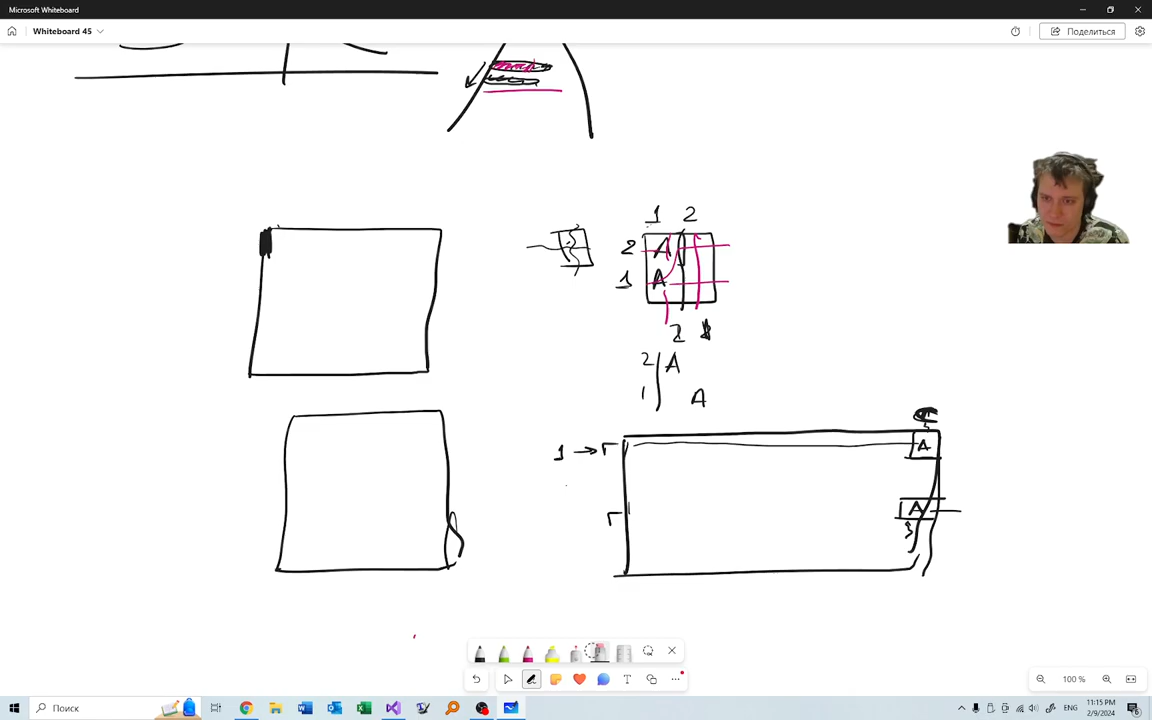 Microsoft Whiteboard
Whiteboard 45
Поделиться
1 2
2 A
1 A
2
2 A
1 A
1 → г A
г A
3
100 %
Поиск
ENG
11:15 PM
2/9/2024